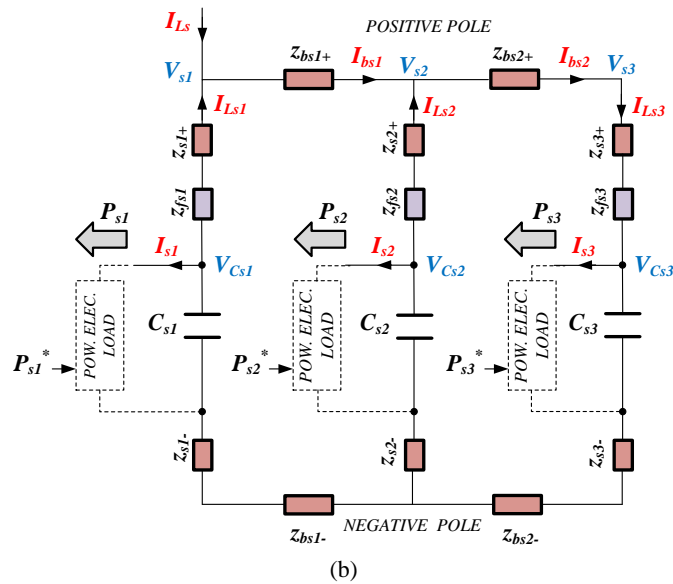 I_Ls
POSITIVE POLE
z_bs1+
I_bs1
V_s2
z_bs2+
I_bs2
V_s3
V_s1
I_Ls1
I_Ls2
I_Ls3
z_s1+
z_s2+
z_s3+
z_fs1
z_fs2
z_fs3
P_s1
P_s2
P_s3
I_s1
I_s2
I_s3
V_Cs1
V_Cs2
V_Cs3
POW. ELEC.
LOAD
C_s1
POW. ELEC.
LOAD
C_s2
POW. ELEC.
LOAD
C_s3
P_s1*
P_s2*
P_s3*
z_s1-
z_s2-
z_s3-
z_bs1-
NEGATIVE POLE
z_bs2-
(b)